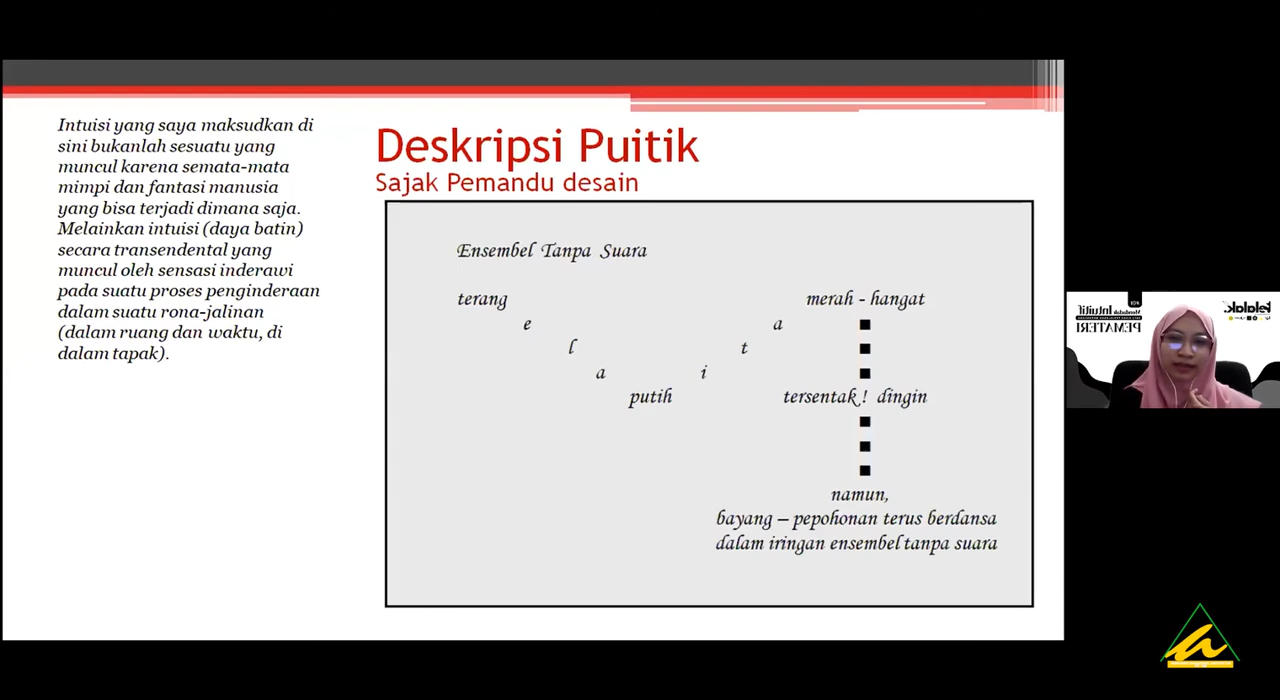 Intuisi yang saya maksudkan di
sini bukanlah sesuatu yang
muncul karena semata-mata
mimpi dan fantasi manusia
yang bisa terjadi dimana saja.
Melainkan intuisi (daya batin)
secara transendental yang
muncul oleh sensasi inderawi
pada suatu proses penginderaan
dalam suatu rona-jalinan
(dalam ruang dan waktu, di
dalam tapak).
Deskripsi Puitik
Sajak Pemandu desain
Ensembel Tanpa Suara
terang merah - hangat
e a
l t
a i
putih tersentak ! dingin
namun,
bayang – pepohonan terus berdansa
dalam iringan ensembel tanpa suara
Intuitif
PEMATERI